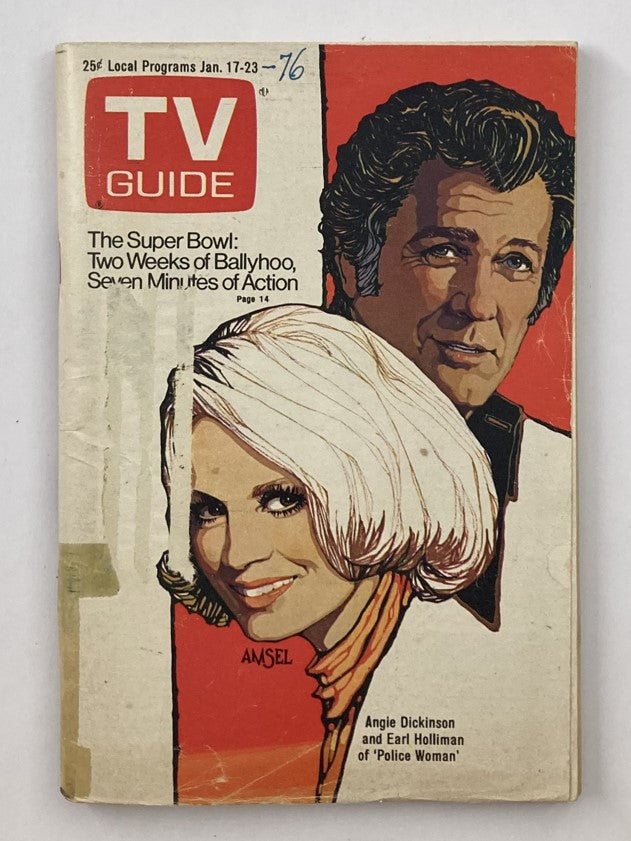 25¢ Local Programs Jan. 17-23 -76
TV
GUIDE
®
The Super Bowl:
Two Weeks of Ballyhoo,
Seven Minutes of Action
Page 14
AMSEL
Angie Dickinson
and Earl Holliman
of 'Police Woman'